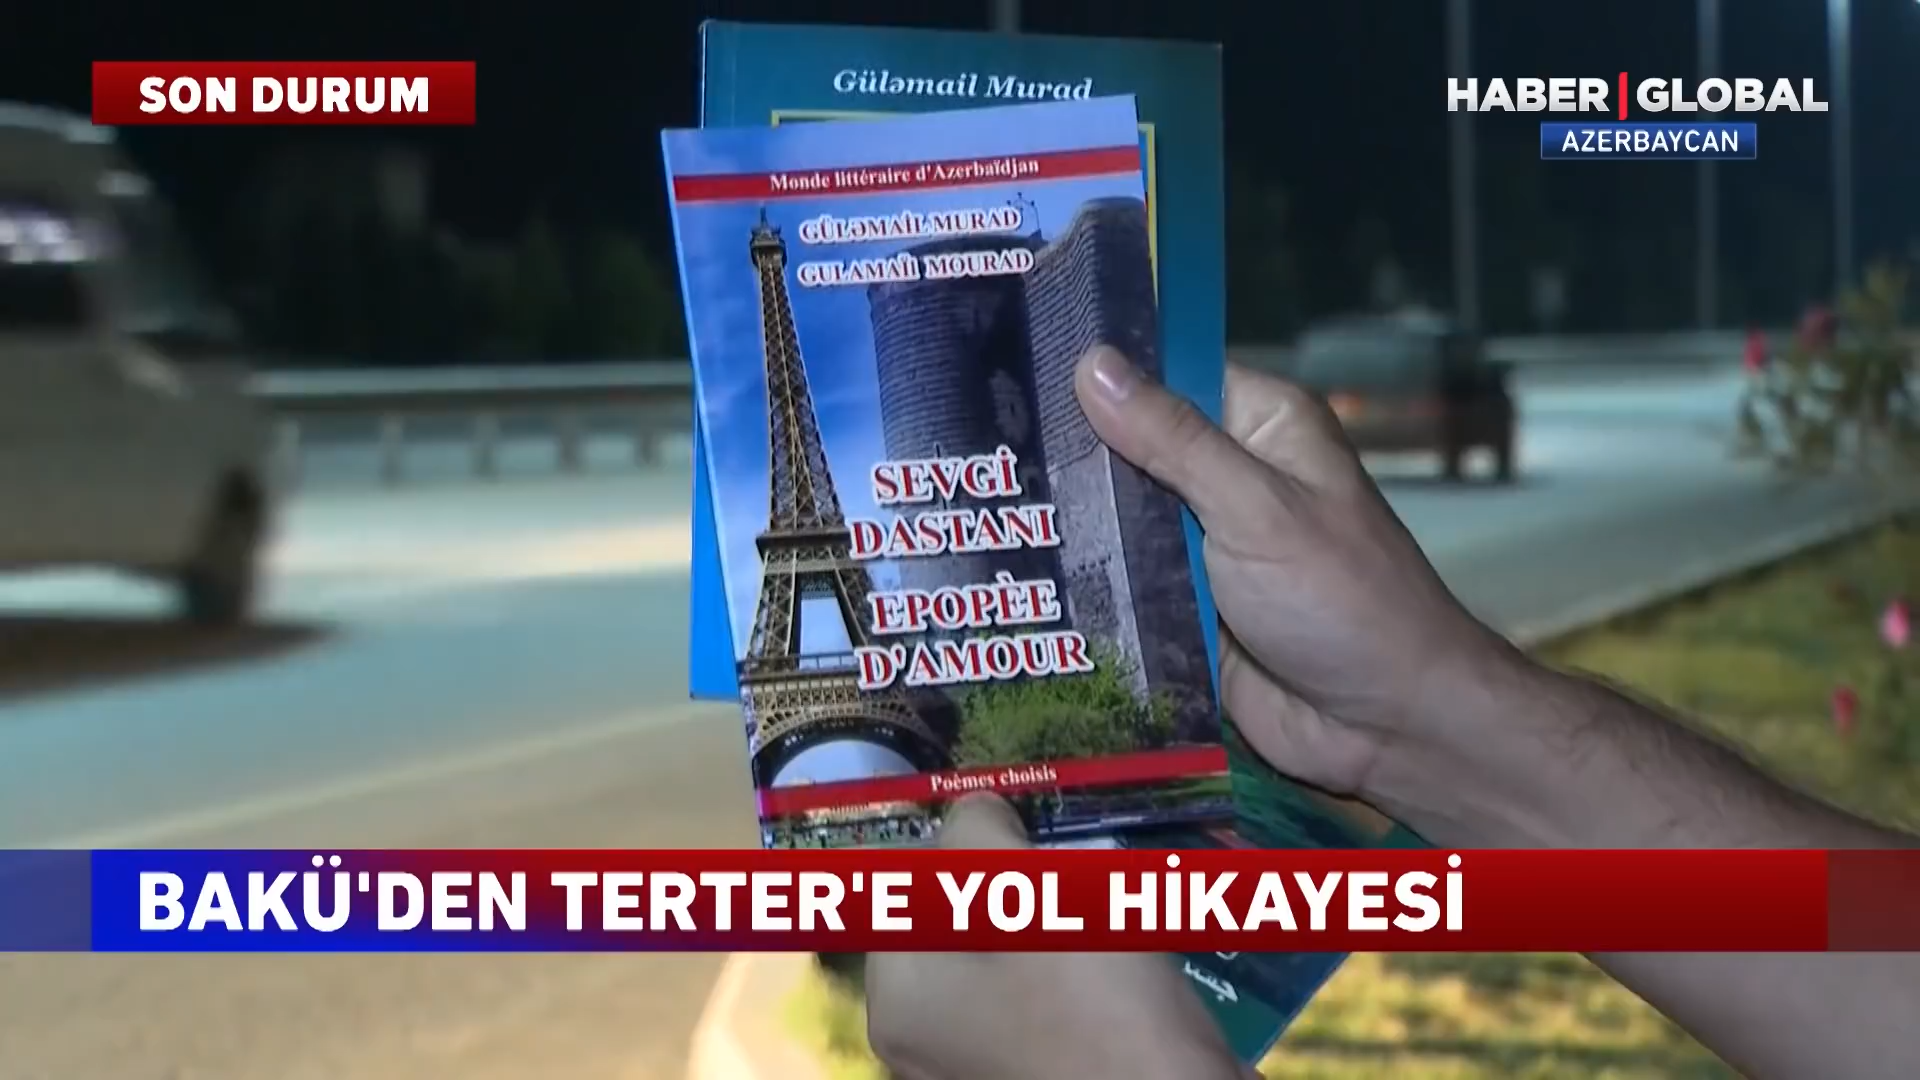 SON DURUM
HABER GLOBAL
AZERBAYCAN
Güləmail Murad
Monde littéraire d'Azerbaïdjan
GÜLƏMAİL MURAD
GULAMAÏL MOURAD
SEVGİ
DASTANI
EPOPÈE
D'AMOUR
Poèmes choisis
BAKÜ'DEN TERTER'E YOL HİKAYESİ